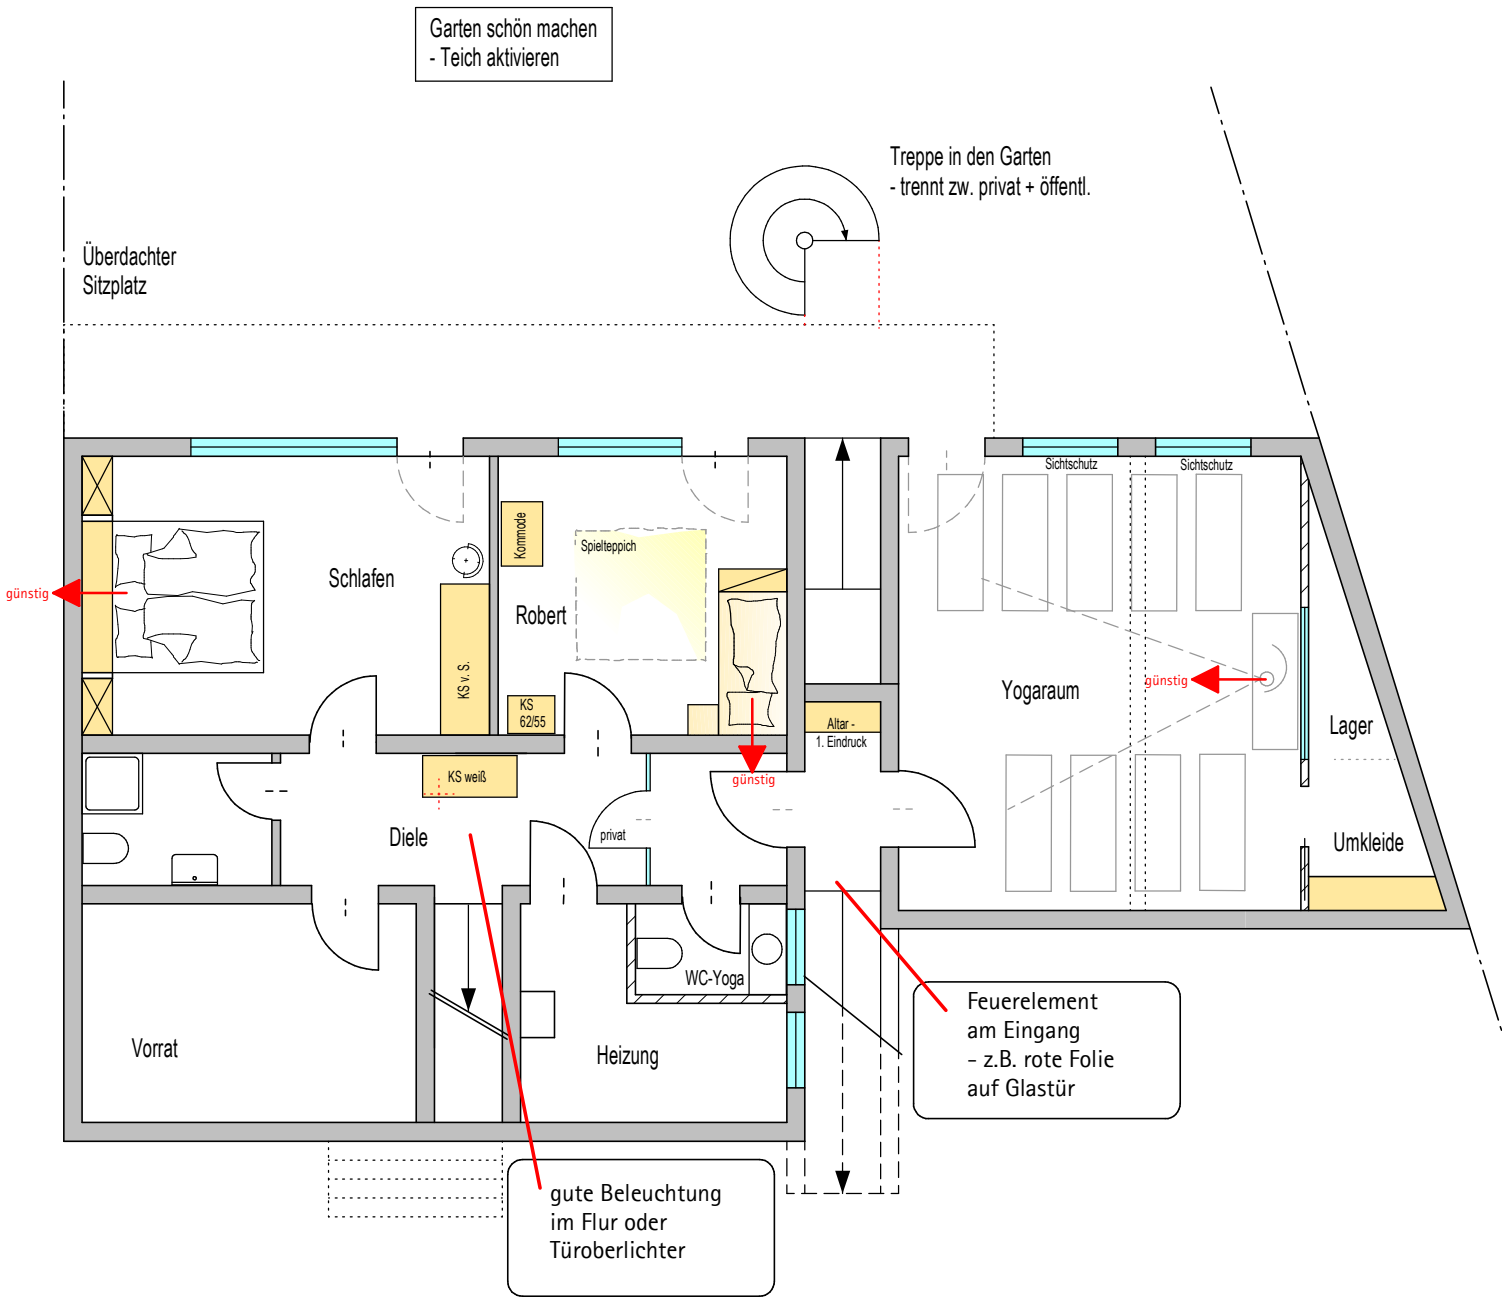 Garten schön machen
- Teich aktivieren
Treppe in den Garten
- trennt zw. privat + öffentl.
Überdachter
Sitzplatz
Sichtschutz
Sichtschutz
Kommode
Spielteppich
Schlafen
günstig
Robert
KS v. S.
KS
62/55
günstig
Yogaraum
Altar -
1. Eindruck
Lager
KS weiß
günstig
Diele
privat
Umkleide
WC-Yoga
Vorrat
Heizung
Feuerelement
am Eingang
- z.B. rote Folie
auf Glastür
gute Beleuchtung
im Flur oder
Türoberlichter